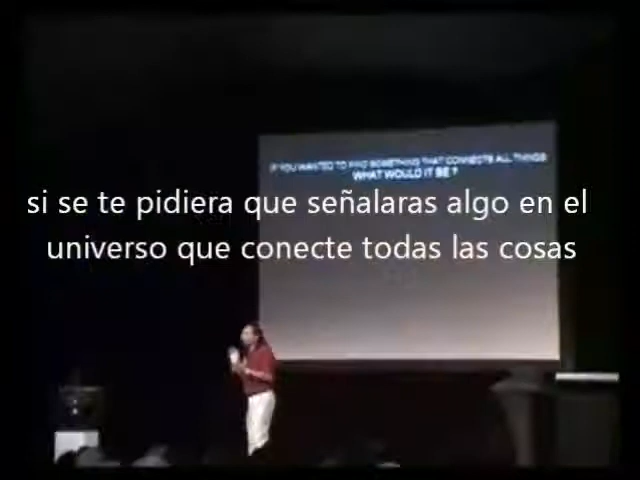 IF YOU WANTED TO FIND SOMETHING THAT CONNECTS ALL THINGS
WHAT WOULD IT BE ?
si se te pidiera que señalaras algo en el
universo que conecte todas las cosas